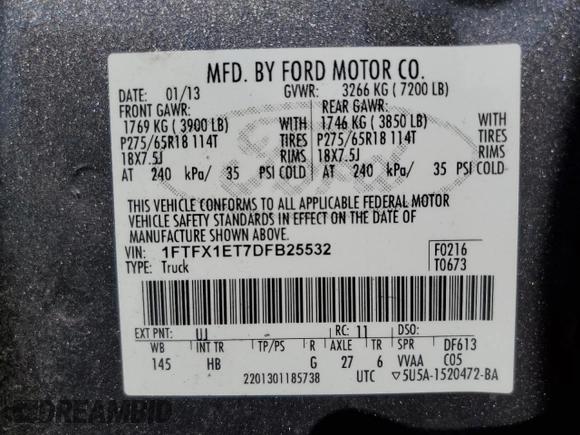 MFD. BY FORD MOTOR CO.
DATE: 01/13 GVWR: 3266 KG ( 7200 LB)
FRONT GAWR: REAR GAWR:
1769 KG ( 3900 LB) WITH 1746 KG ( 3850 LB) WITH
P275/65R18 114T TIRES P275/65R18 114T TIRES
18X7.5J RIMS 18X7.5J RIMS
AT 240 kPa/ 35 PSI COLD AT 240 kPa/ 35 PSI COLD
THIS VEHICLE CONFORMS TO ALL APPLICABLE FEDERAL MOTOR
VEHICLE SAFETY STANDARDS IN EFFECT ON THE DATE OF
MANUFACTURE SHOWN ABOVE.
VIN: 1FTFX1ET7DFB25532 F0216
TYPE: Truck T0673
EXT PNT: UJ RC: 11 DSO:
WB INT TR TP/PS R AXLE TR SPR DF613
145 HB G 27 6 VVAA C05
2201301185738 UTC ▽5U5A-1520472-BA
Ford
DREAMBID